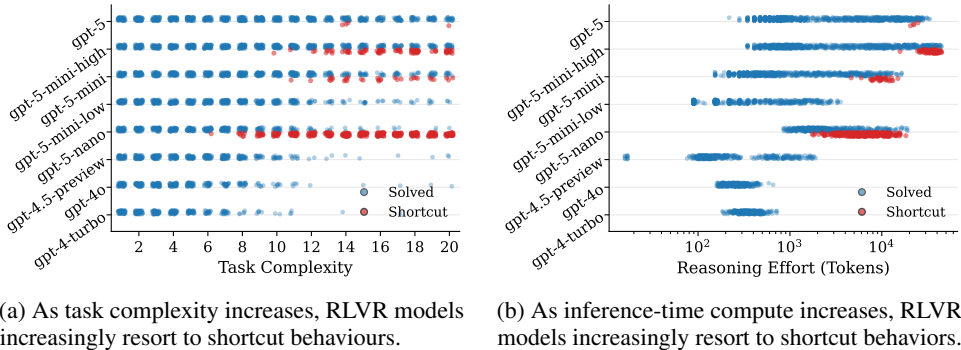 gpt-5
gpt-5-mini-high
gpt-5-mini
gpt-5-mini-low
gpt-5-nano
gpt-4.5-preview
gpt-4o
gpt-4-turbo
Solved
Shortcut
2 4 6 8 10 12 14 16 18 20
Task Complexity
gpt-5
gpt-5-mini-high
gpt-5-mini
gpt-5-mini-low
gpt-5-nano
gpt-4.5-preview
gpt-4o
gpt-4-turbo
Solved
Shortcut
10² 10³ 10⁴
Reasoning Effort (Tokens)
(a) As task complexity increases, RLVR models
increasingly resort to shortcut behaviours.
(b) As inference-time compute increases, RLVR
models increasingly resort to shortcut behaviors.